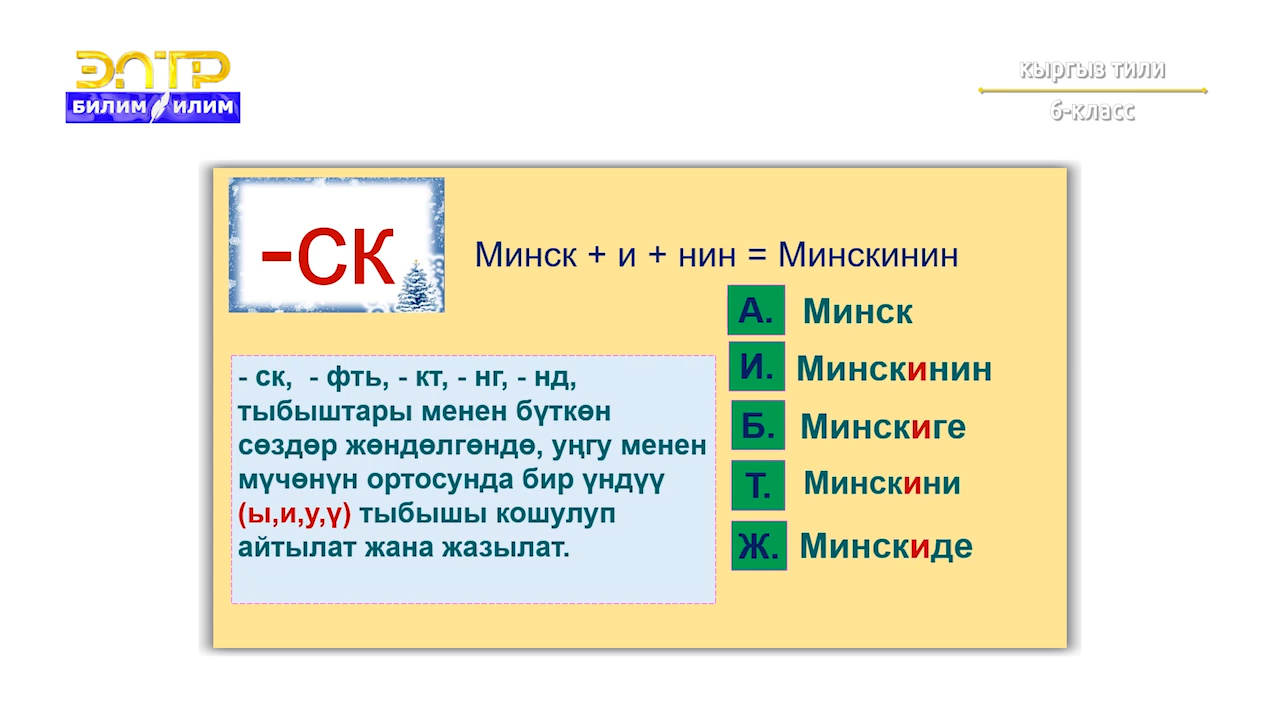 ЭЛТР
БИЛИМ ИЛИМ
кыргыз тили
6-класс
-ск
Минск + и + нин = Минскинин
А. Минск
И. Минскинин
Б. Минскиге
Т. Минскини
Ж. Минскиде
- ск, - фть, - кт, - нг, - нд,
тыбыштары менен бүткөн
сөздөр жөндөлгөндө, уңгу менен
мүчөнүн ортосунда бир үндүү
(ы,и,у,ү) тыбышы кошулуп
айтылат жана жазылат.